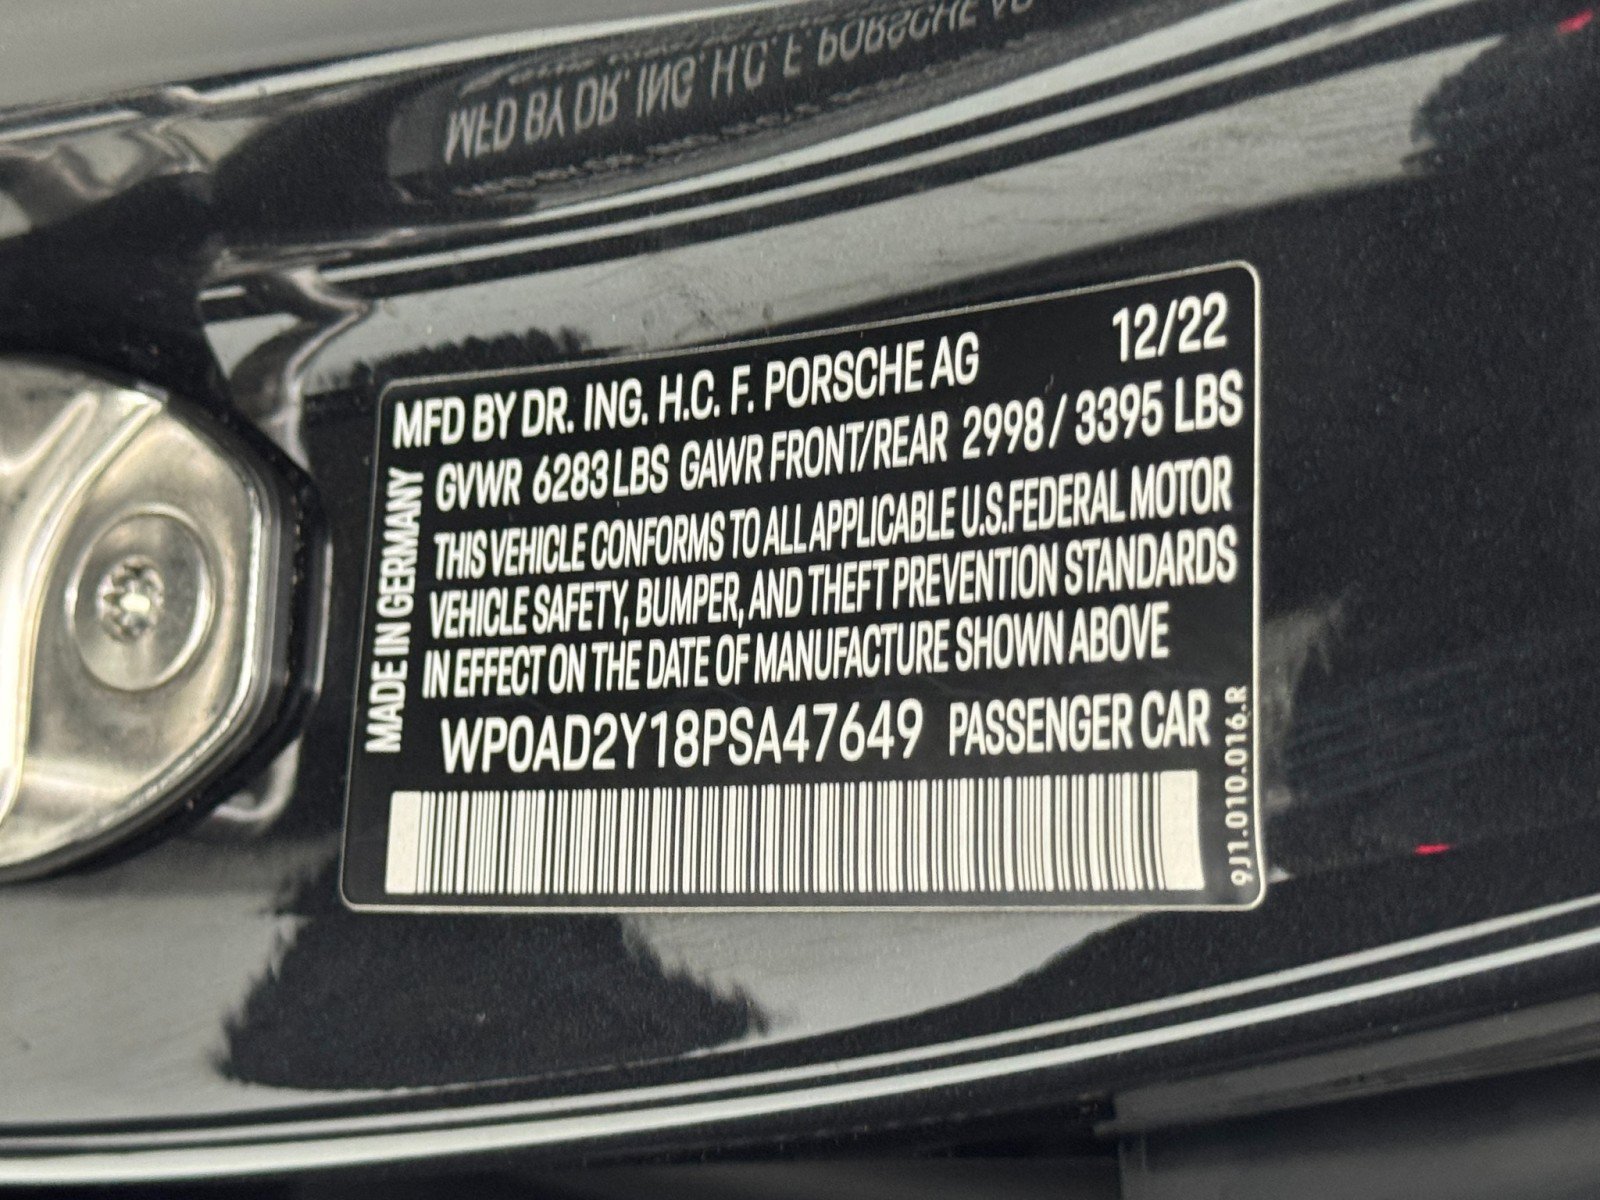 MFD BY DR. ING. H.C. F. PORSCHE VG
MFD BY DR. ING. H.C. F. PORSCHE AG 12/22
GVWR 6283 LBS GAWR FRONT/REAR 2998 / 3395 LBS
THIS VEHICLE CONFORMS TO ALL APPLICABLE U.S.FEDERAL MOTOR
VEHICLE SAFETY, BUMPER, AND THEFT PREVENTION STANDARDS
IN EFFECT ON THE DATE OF MANUFACTURE SHOWN ABOVE
WP0AD2Y18PSA47649 PASSENGER CAR
MADE IN GERMANY
9J1.010.016.R